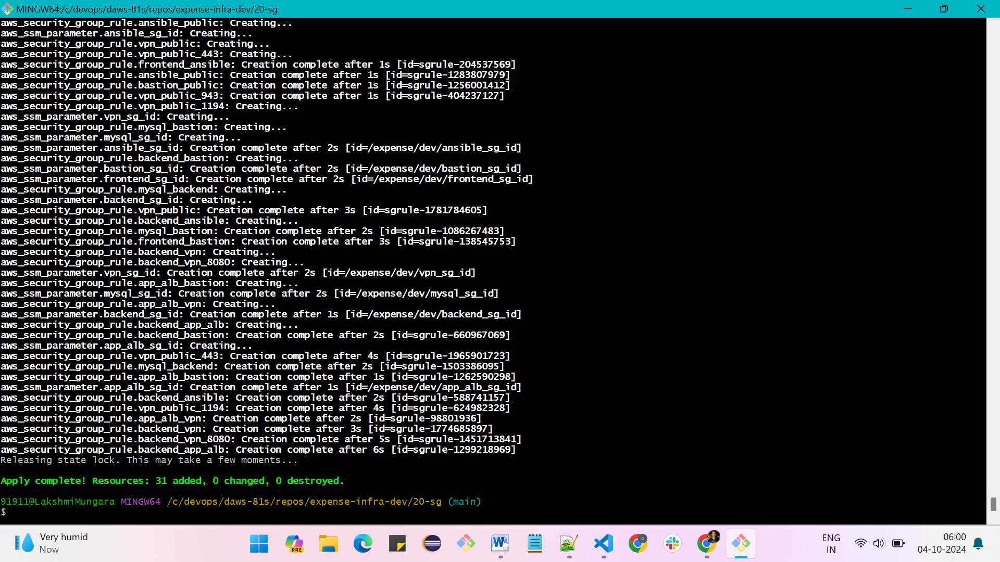 MINGW64:/c/devops/daws-81s/repos/expense-infra-dev/20-sg
aws_security_group_rule.ansible_public: Creating...
aws_ssm_parameter.ansible_sg_id: Creating...
aws_security_group_rule.vpn_public: Creating...
aws_security_group_rule.vpn_public_443: Creating...
aws_security_group_rule.frontend_ansible: Creation complete after 1s [id=sgrule-204537569]
aws_security_group_rule.ansible_public: Creation complete after 1s [id=sgrule-1283807979]
aws_security_group_rule.bastion_public: Creation complete after 1s [id=sgrule-1256001412]
aws_security_group_rule.vpn_public_943: Creation complete after 1s [id=sgrule-404237127]
aws_security_group_rule.vpn_public_1194: Creating...
aws_ssm_parameter.vpn_sg_id: Creating...
aws_security_group_rule.mysql_bastion: Creating...
aws_ssm_parameter.mysql_sg_id: Creating...
aws_ssm_parameter.ansible_sg_id: Creation complete after 2s [id=/expense/dev/ansible_sg_id]
aws_security_group_rule.backend_bastion: Creating...
aws_ssm_parameter.bastion_sg_id: Creation complete after 2s [id=/expense/dev/bastion_sg_id]
aws_ssm_parameter.frontend_sg_id: Creation complete after 2s [id=/expense/dev/frontend_sg_id]
aws_security_group_rule.mysql_backend: Creating...
aws_ssm_parameter.backend_sg_id: Creating...
aws_security_group_rule.vpn_public: Creation complete after 3s [id=sgrule-1781784605]
aws_security_group_rule.backend_ansible: Creating...
aws_security_group_rule.mysql_bastion: Creation complete after 2s [id=sgrule-1086267483]
aws_security_group_rule.frontend_bastion: Creation complete after 3s [id=sgrule-138545753]
aws_security_group_rule.backend_vpn: Creating...
aws_security_group_rule.backend_vpn_8080: Creating...
aws_ssm_parameter.vpn_sg_id: Creation complete after 2s [id=/expense/dev/vpn_sg_id]
aws_security_group_rule.app_alb_bastion: Creating...
aws_ssm_parameter.mysql_sg_id: Creation complete after 2s [id=/expense/dev/mysql_sg_id]
aws_security_group_rule.app_alb_vpn: Creating...
aws_ssm_parameter.backend_sg_id: Creation complete after 1s [id=/expense/dev/backend_sg_id]
aws_security_group_rule.backend_app_alb: Creating...
aws_security_group_rule.backend_bastion: Creation complete after 2s [id=sgrule-660967069]
aws_ssm_parameter.app_alb_sg_id: Creating...
aws_security_group_rule.vpn_public_443: Creation complete after 4s [id=sgrule-1965901723]
aws_security_group_rule.mysql_backend: Creation complete after 2s [id=sgrule-1503386095]
aws_security_group_rule.app_alb_bastion: Creation complete after 1s [id=sgrule-1262590298]
aws_ssm_parameter.app_alb_sg_id: Creation complete after 1s [id=/expense/dev/app_alb_sg_id]
aws_security_group_rule.backend_ansible: Creation complete after 2s [id=sgrule-588741157]
aws_security_group_rule.vpn_public_1194: Creation complete after 4s [id=sgrule-624982328]
aws_security_group_rule.app_alb_vpn: Creation complete after 2s [id=sgrule-98801936]
aws_security_group_rule.backend_vpn: Creation complete after 3s [id=sgrule-1774685897]
aws_security_group_rule.backend_vpn_8080: Creation complete after 5s [id=sgrule-1451713841]
aws_security_group_rule.backend_app_alb: Creation complete after 6s [id=sgrule-1299218969]
Releasing state lock. This may take a few moments...
Apply complete! Resources: 31 added, 0 changed, 0 destroyed.
91911@LakshmiMungara MINGW64 /c/devops/daws-81s/repos/expense-infra-dev/20-sg (main)
$
Very humid
Now
PRE
W
C
ENG
IN
06:00
04-10-2024